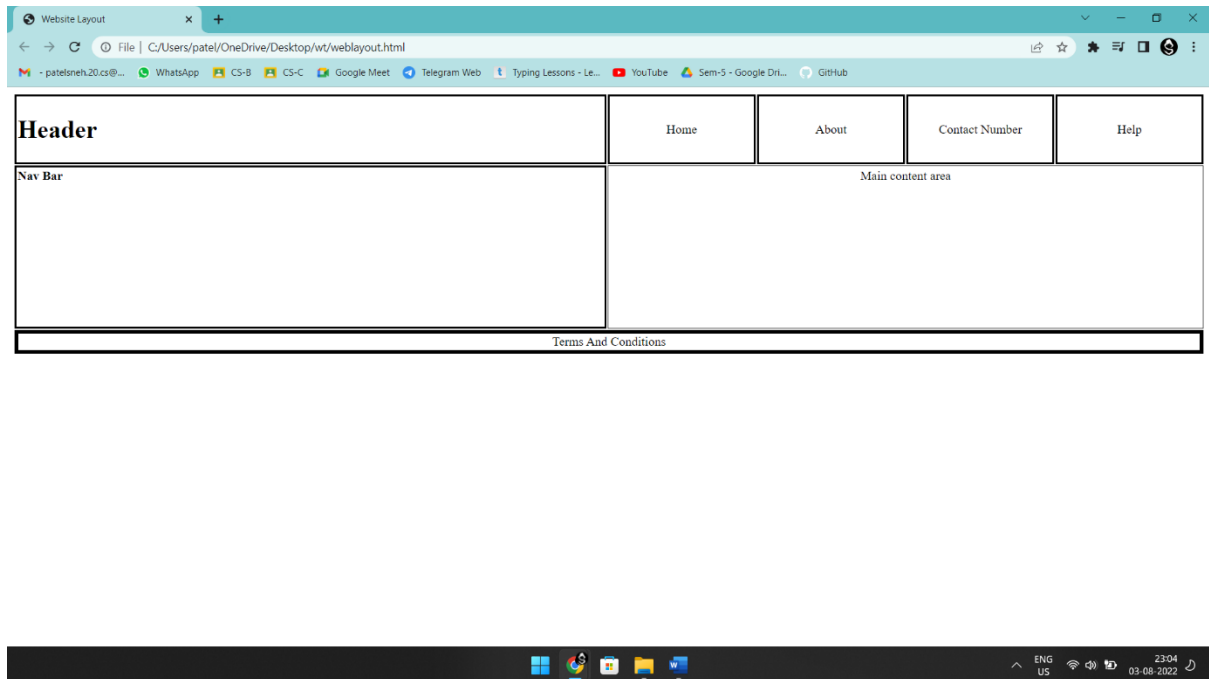 Website Layout
File | C:/Users/patel/OneDrive/Desktop/wt/weblayout.html
- patelsneh.20.cs@... WhatsApp CS-B CS-C Google Meet Telegram Web Typing Lessons - Le... YouTube Sem-5 - Google Dri... GitHub
Header Home About Contact Number Help
Nav Bar Main content area
Terms And Conditions
ENG 23:04
US 03-08-2022